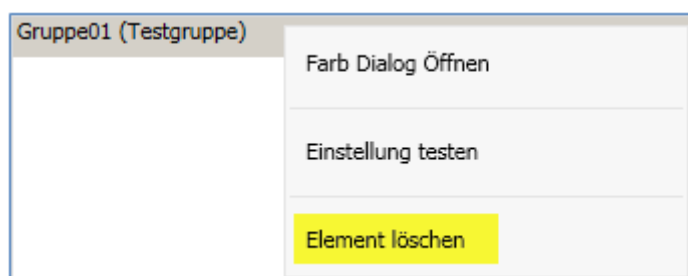 Gruppe01 (Testgruppe)
Farb Dialog Öffnen
Einstellung testen
Element löschen